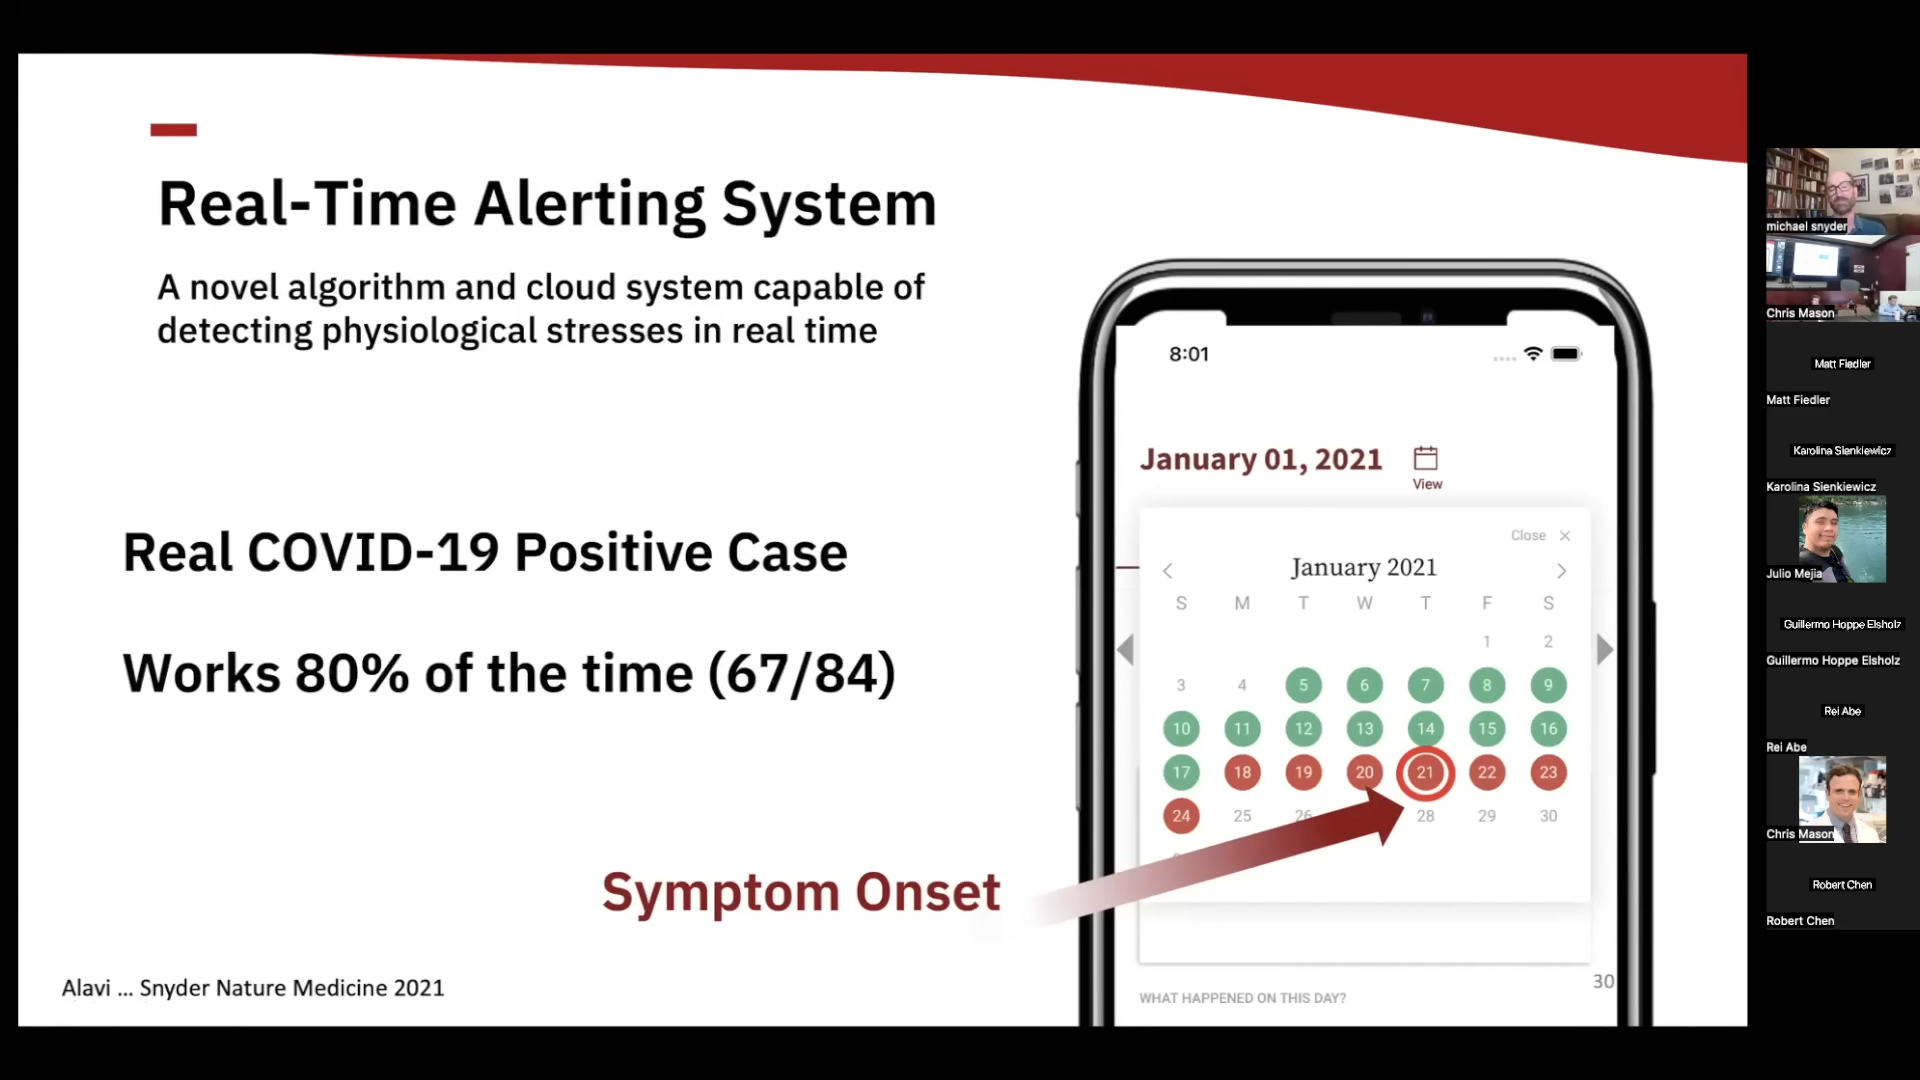 Real-Time Alerting System
A novel algorithm and cloud system capable of
detecting physiological stresses in real time
Real COVID-19 Positive Case
Works 80% of the time (67/84)
Symptom Onset
Alavi ... Snyder Nature Medicine 2021
8:01
January 01, 2021
View
Close
January 2021
S M T W T F S
1 2
3 4 5 6 7 8 9
10 11 12 13 14 15 16
17 18 19 20 21 22 23
24 25 26 28 29 30
WHAT HAPPENED ON THIS DAY?
30
michael snyder
Chris Mason
Matt Fiedler
Matt Fiedler
Karolina Sienkiewicz
Karolina Sienkiewicz
Julio Mejia
Guillermo Hoppe Elsholz
Guillermo Hoppe Elsholz
Rei Abe
Rei Abe
Chris Mason
Robert Chen
Robert Chen